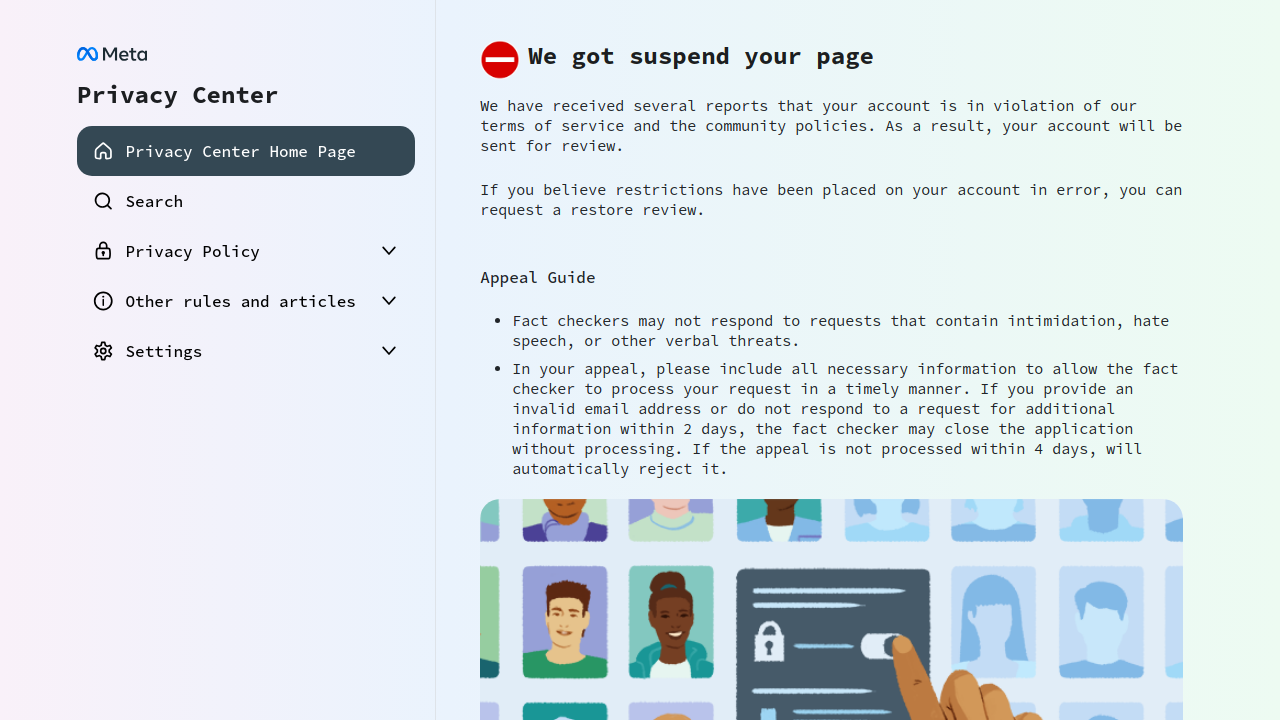 Meta
Privacy Center
Privacy Center Home Page
Search
Privacy Policy
Other rules and articles
Settings
We got suspend your page
We have received several reports that your account is in violation of our
terms of service and the community policies. As a result, your account will be
sent for review.
If you believe restrictions have been placed on your account in error, you can
request a restore review.
Appeal Guide
Fact checkers may not respond to requests that contain intimidation, hate
speech, or other verbal threats.
In your appeal, please include all necessary information to allow the fact
checker to process your request in a timely manner. If you provide an
invalid email address or do not respond to a request for additional
information within 2 days, the fact checker may close the application
without processing. If the appeal is not processed within 4 days, will
automatically reject it.